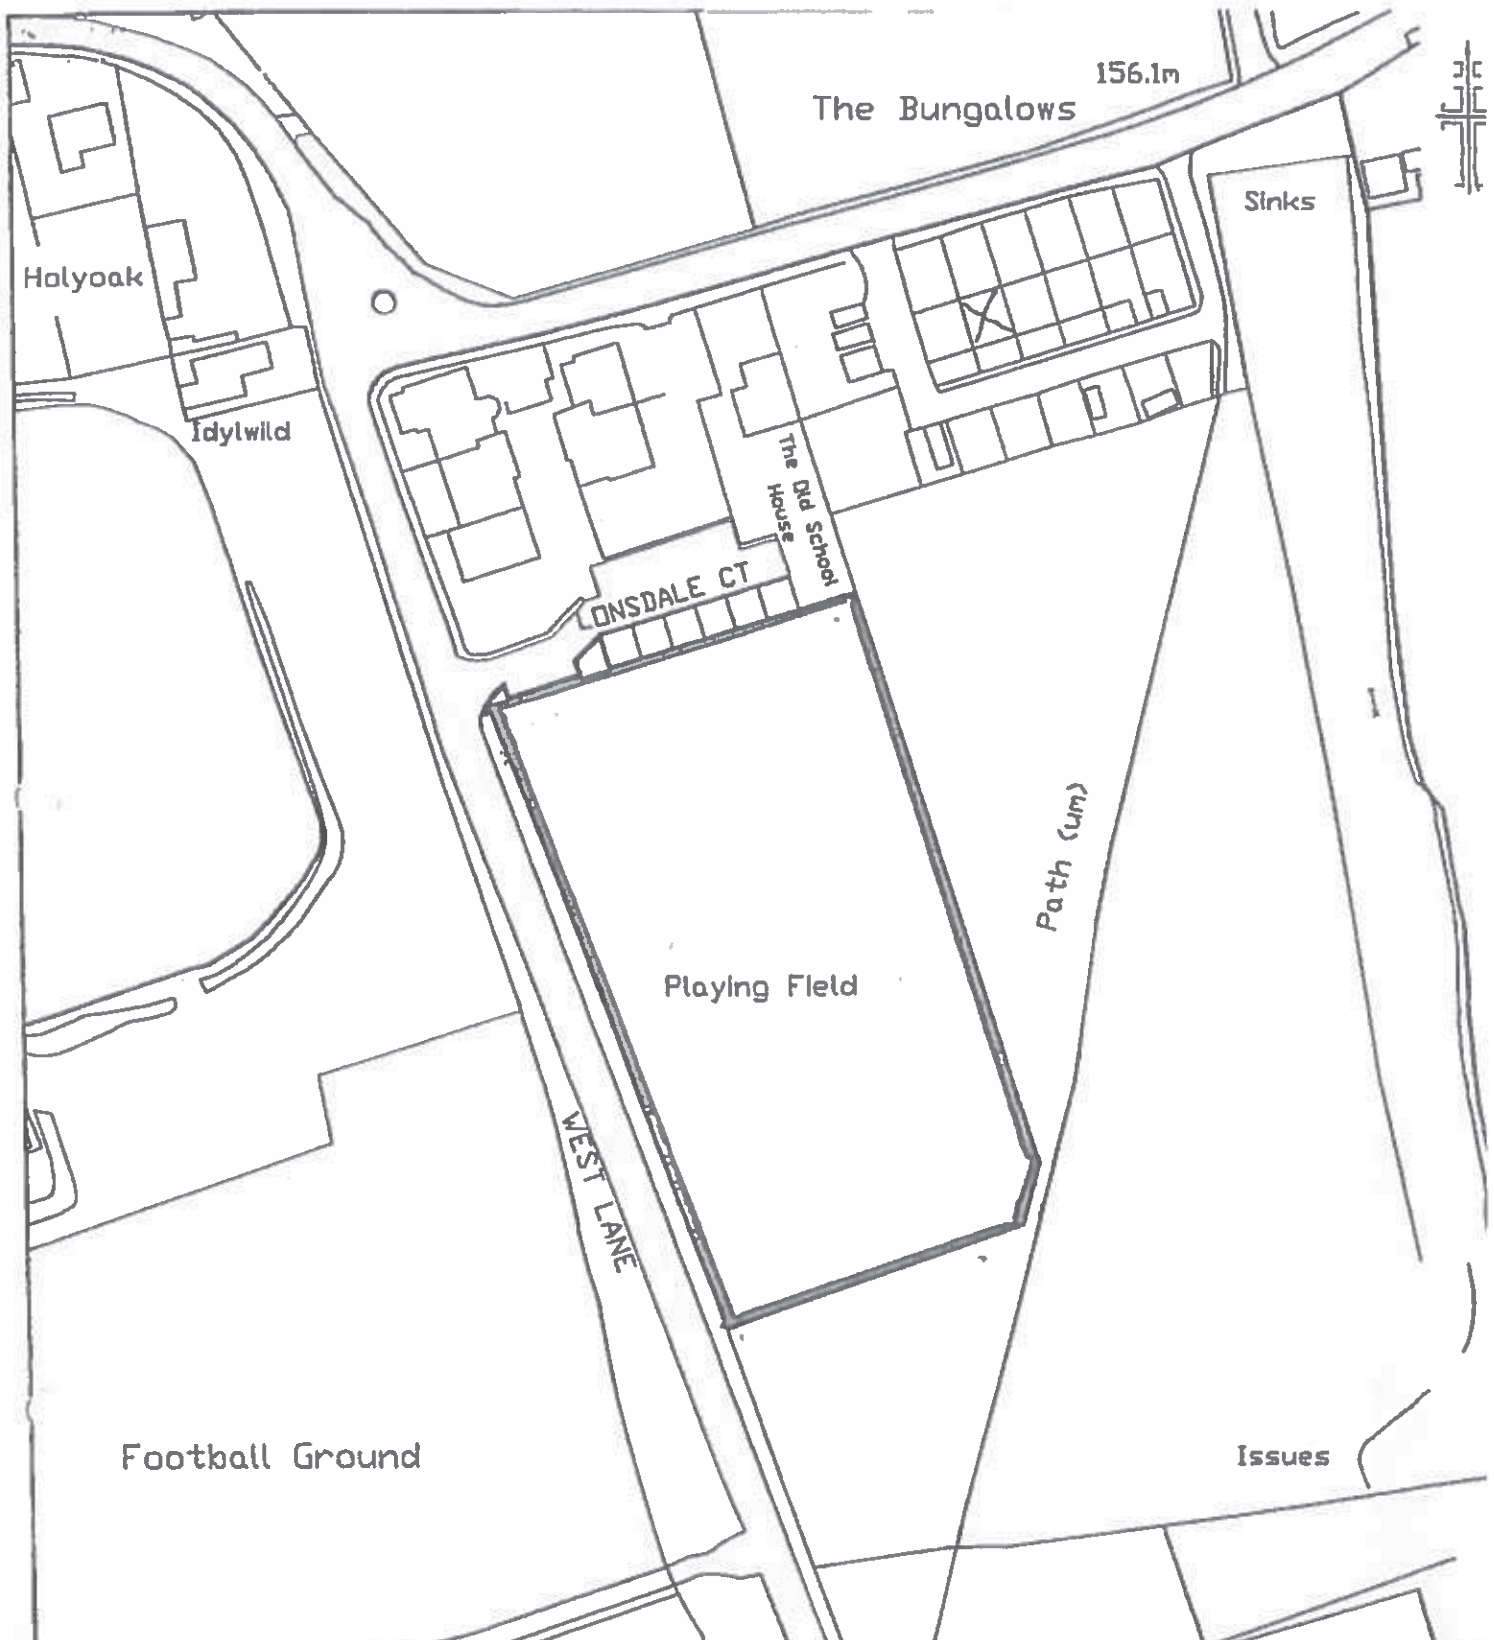 156.1m
The Bungalows
Sinks
Holyoak
Idylwild
The Old School
House
ONSDALE CT
Path (um)
Playing Field
WEST LANE
Football Ground
Issues